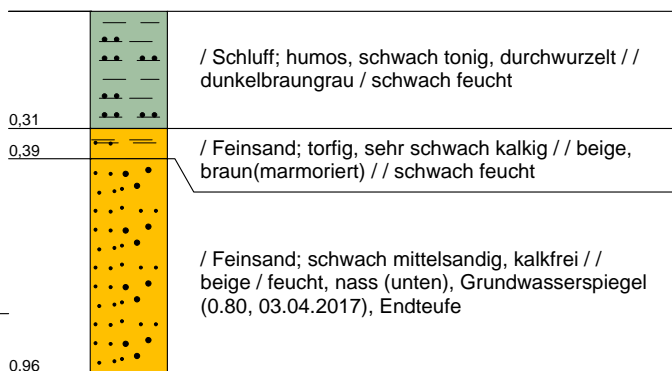 / Schluff; humos, schwach tonig, durchwurzelt / /
dunkelbraungrau / schwach feucht
0,31
/ Feinsand; torfig, sehr schwach kalkig / / beige,
braun(marmoriert) / / schwach feucht
0,39
/ Feinsand; schwach mittelsandig, kalkfrei / /
beige / feucht, nass (unten), Grundwasserspiegel
(0.80, 03.04.2017), Endteufe
0,96